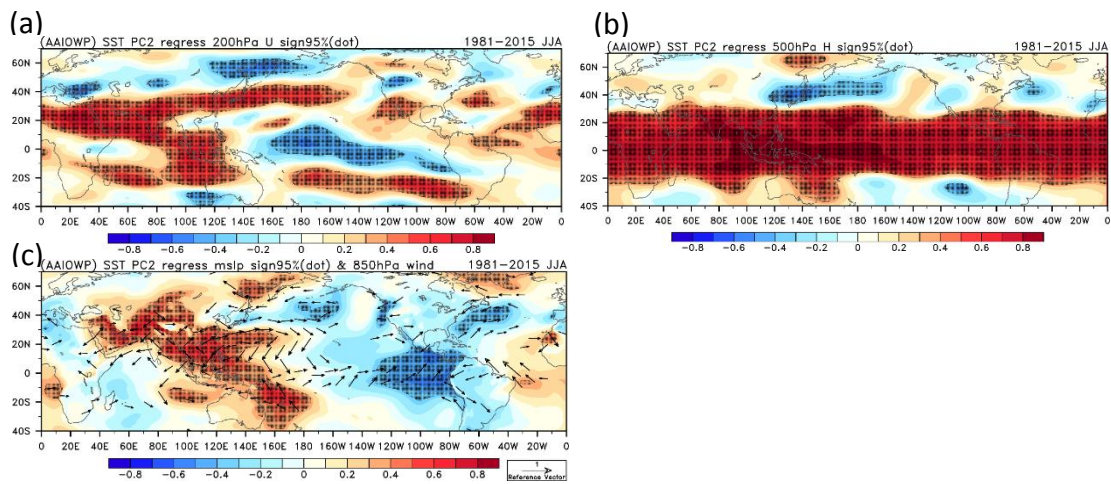 (a)
(AAIOWP) SST PC2 regress 200hPa U sign95%(dot) 1981-2015 JJA
60N
40N
20N
0
20S
40S
0 20E 40E 60E 80E 100E 120E 140E 160E 180 160W 140W 120W 100W 80W 60W 40W 20W 0
-0.8 -0.6 -0.4 -0.2 0 0.2 0.4 0.6 0.8
(b)
(AAIOWP) SST PC2 regress 500hPa H sign95%(dot) 1981-2015 JJA
60N
40N
20N
0
20S
40S
0 20E 40E 60E 80E 100E 120E 140E 160E 180 160W 140W 120W 100W 80W 60W 40W 20W 0
-0.8 -0.6 -0.4 -0.2 0 0.2 0.4 0.6 0.8
(c)
(AAIOWP) SST PC2 regress mslp sign95%(dot) & 850hPa wind 1981-2015 JJA
60N
40N
20N
0
20S
40S
0 20E 40E 60E 80E 100E 120E 140E 160E 180 160W 140W 120W 100W 80W 60W 40W 20W 0
-0.8 -0.6 -0.4 -0.2 0 0.2 0.4 0.6 0.8
1
Reference Vector